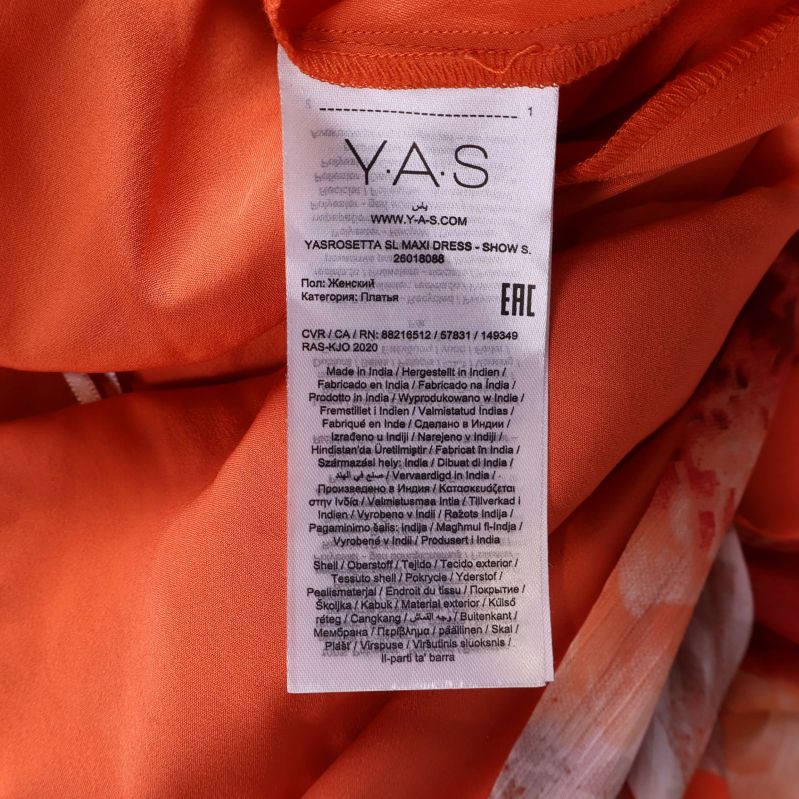 2 1
Y·A·S
ياس
WWW.Y-A-S.COM
YASROSETTA SL MAXI DRESS - SHOW S.
26018088
Пол: Женский
Категория: Платья
EAC
CVR / CA / RN: 88216512 / 57831 / 149349
RAS-KJO 2020
Made in India / Hergestellt in Indien /
Fabricado en India / Fabricado na Índia /
Prodotto in India / Wyprodukowano w Indie /
Fremstillet i Indien / Valmistatud Indias /
Fabriqué en Inde / Сделано в Индии /
Izrađeno u Indiji / Narejeno v Indiji /
Hindistan'da Üretilmiştir / Fabricat în India /
Származási hely: India / Dibuat di India /
صنع في الهند / Vervaardigd in India /
Произведено в Индия / Κατασκευάζεται
στην Ινδία / Valmistusmaa Intia / Tillverkad i
Indien / Vyrobeno v Indii / Ražots Indija /
Pagaminimo šalis: Indija / Magħmul fl-Indja /
Vyrobené v Indii / Produsert i India
Shell / Oberstoff / Tejido / Tecido exterior /
Tessuto shell / Pokrycie / Yderstof /
Pealismaterjal / Endroit du tissu / Покрытие /
Školjka / Kabuk / Material exterior / Külső
réteg / Cangkang / وجه القماش / Buitenkant /
Мембрана / Περίβλημα / päällinen / Skal /
Plášť / Virspuse / Viršutinis sluoksnis /
Il-parti ta' barra